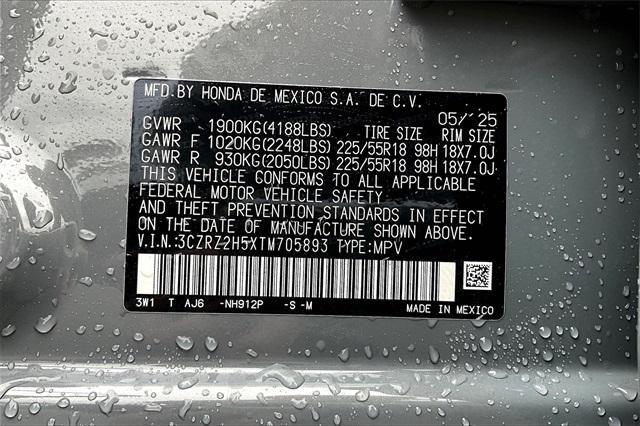 MFD.BY HONDA DE MEXICO S.A. DE C.V.
05/'25
GVWR 1900KG(4188LBS) TIRE SIZE RIM SIZE
GAWR F 1020KG(2248LBS) 225/55R18 98H 18X7.0J
GAWR R 930KG(2050LBS) 225/55R18 98H 18X7.0J
THIS VEHICLE CONFORMS TO ALL APPLICABLE
FEDERAL MOTOR VEHICLE SAFETY
AND THEFT PREVENTION STANDARDS IN EFFECT
ON THE DATE OF MANUFACTURE SHOWN ABOVE.
V.I.N.:3CZRZ2H5XTM705893 TYPE:MPV
3W1 T AJ6 -NH912P -S -M MADE IN MEXICO